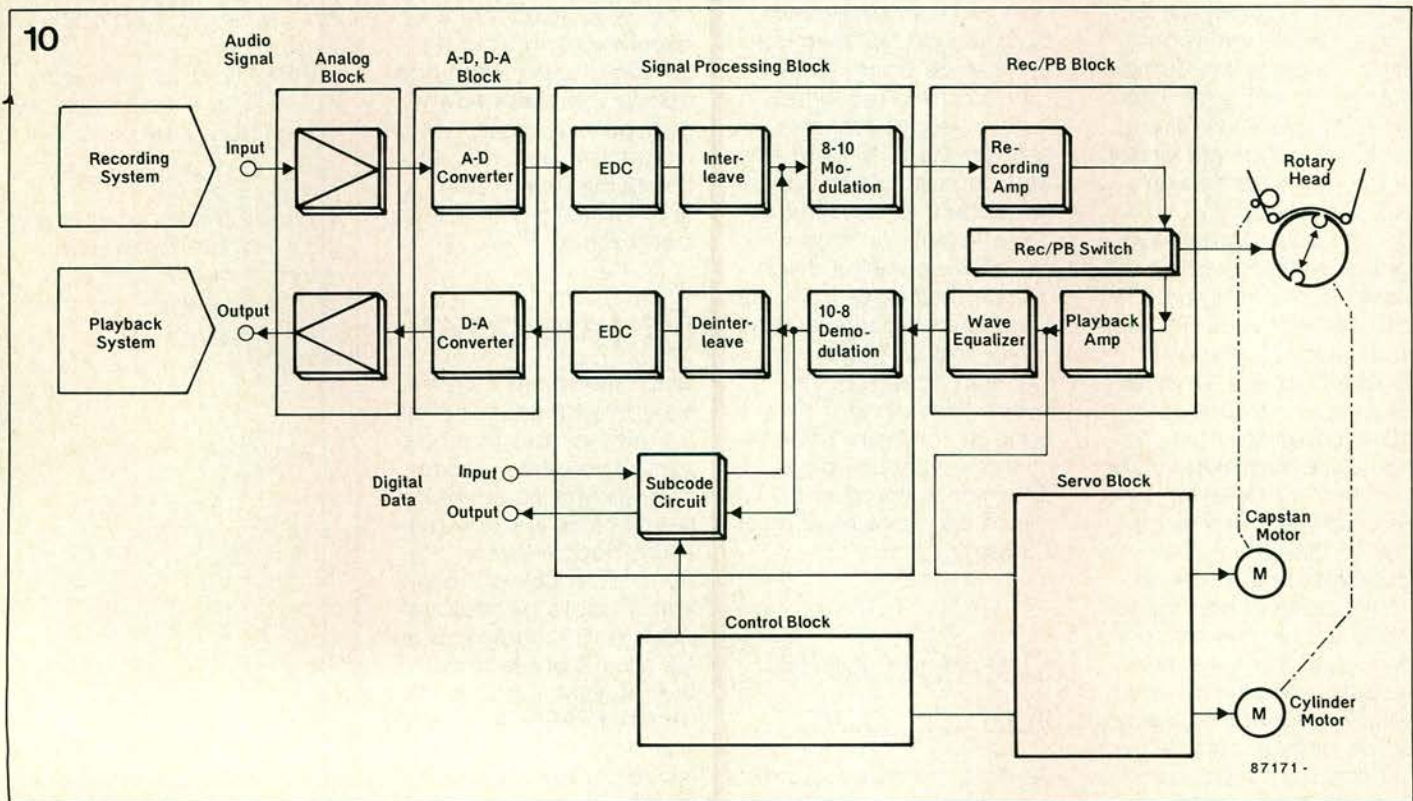 10
Audio
Signal
Analog
Block
A-D, D-A
Block
Signal Processing Block
Rec/PB Block
Recording
System
Input
A-D
Converter
EDC
Inter-
leave
8-10
Mo-
dulation
Re-
cording
Amp
Rotary
Head
Rec/PB Switch
Playback
System
Output
D-A
Converter
EDC
Deinter-
leave
10-8
Demo-
dulation
Wave
Equalizer
Playback
Amp
Digital
Data
Input
Output
Subcode
Circuit
Servo Block
Capstan
Motor
M
Control Block
M
Cylinder
Motor
87171 -